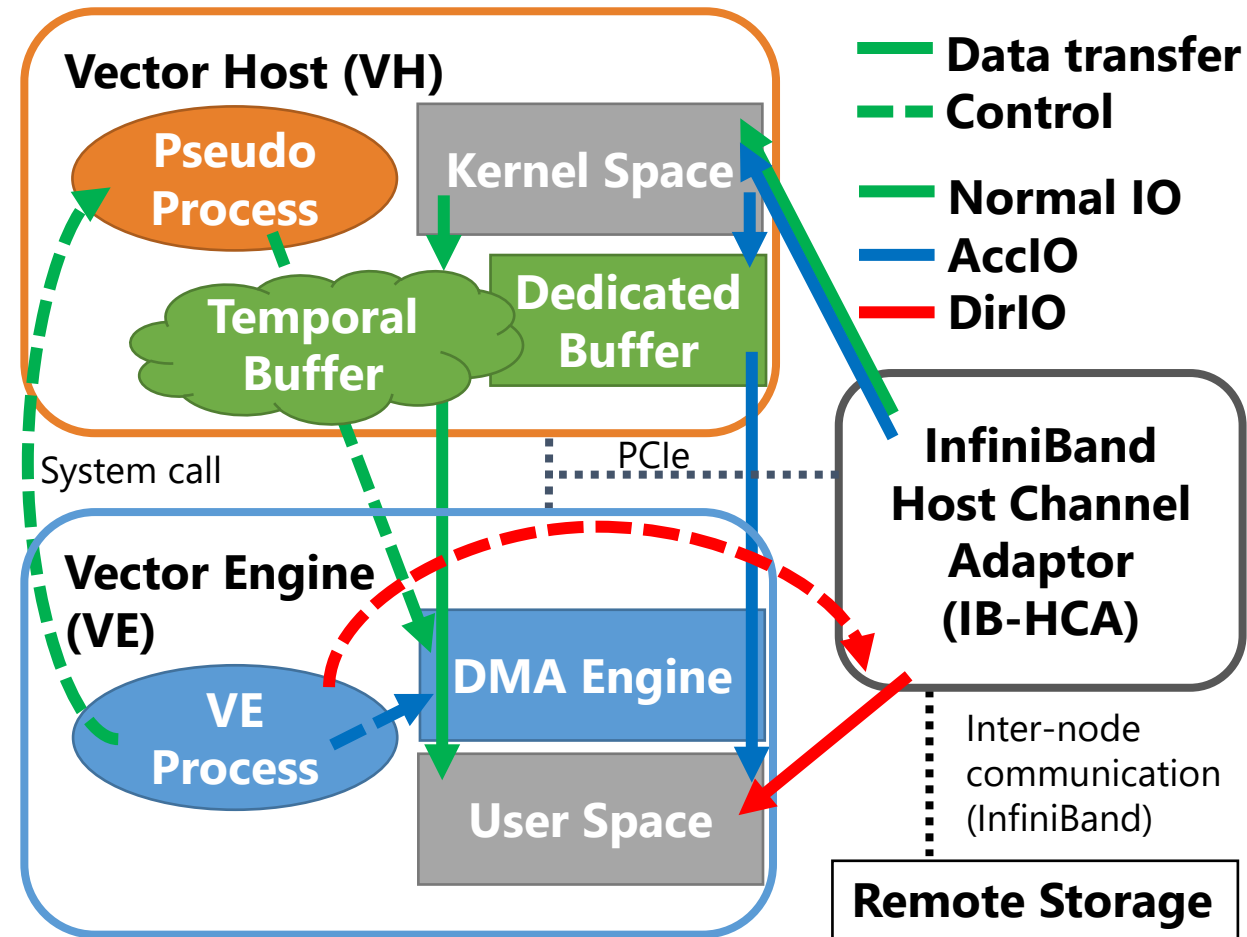 Vector Host (VH)
Pseudo
Process
Kernel Space
Temporal
Buffer
Dedicated
Buffer
System call
PCIe
Vector Engine
(VE)
VE
Process
DMA Engine
User Space
Data transfer
Control
Normal IO
AccIO
DirIO
InfiniBand
Host Channel
Adaptor
(IB-HCA)
Inter-node
communication
(InfiniBand)
Remote Storage